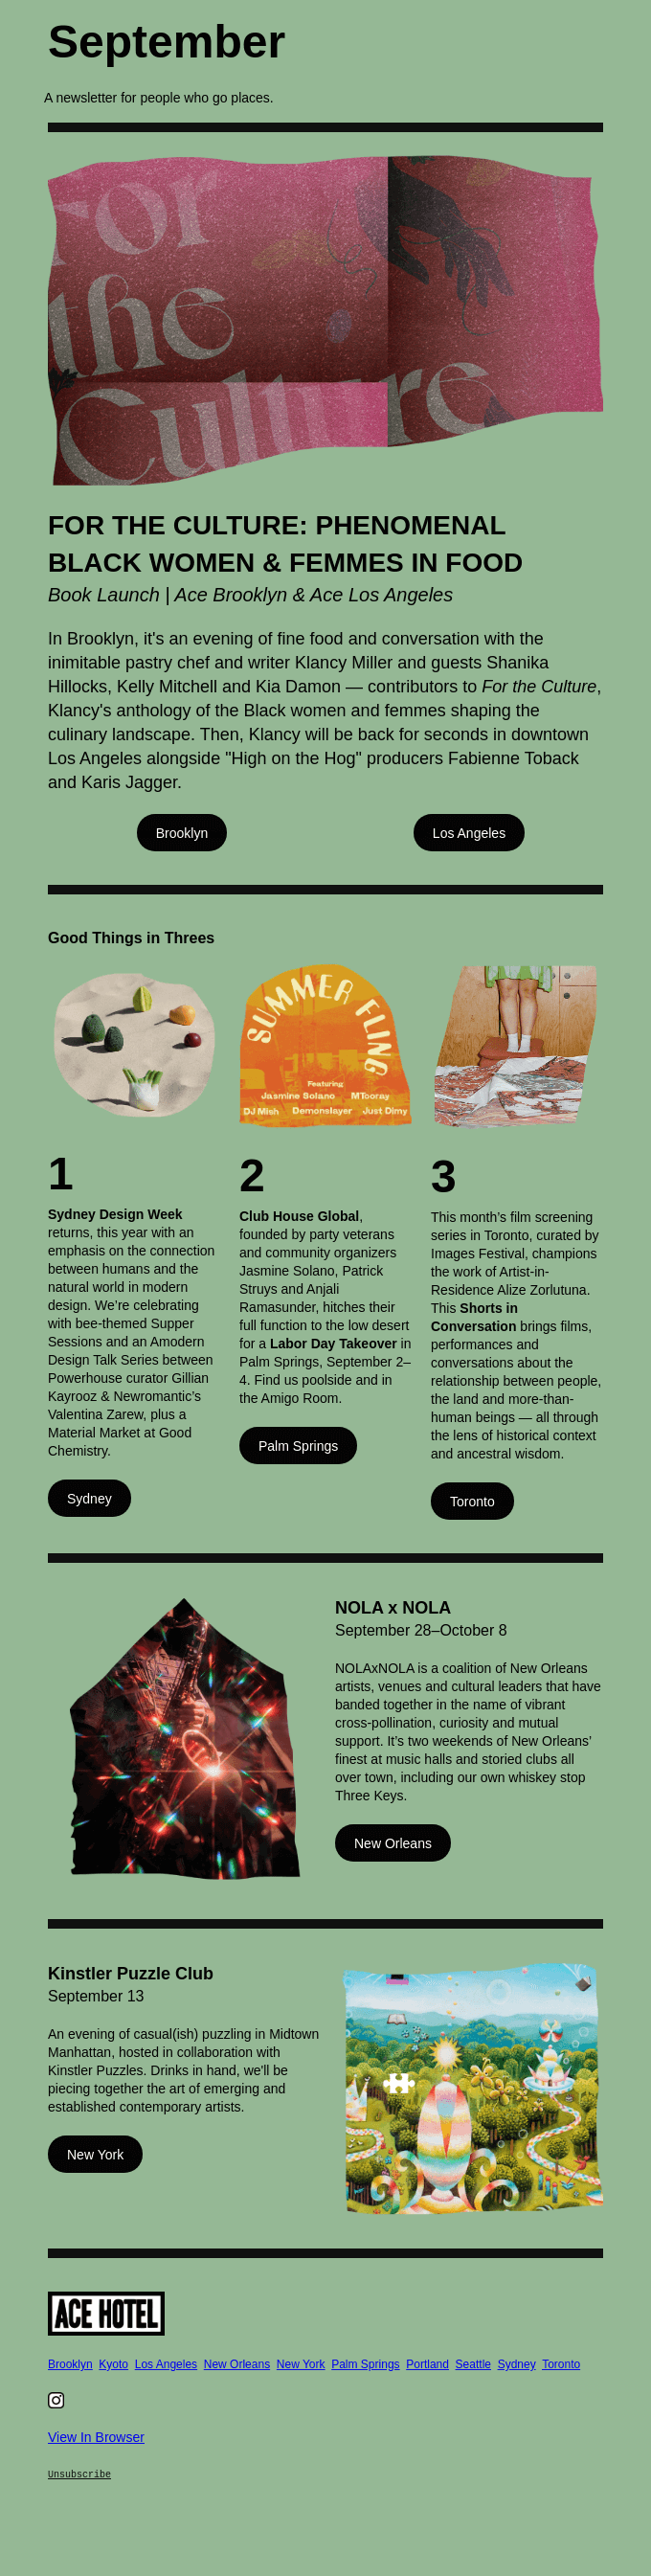 September
A newsletter for people who go places.
For
the
Culture
FOR THE CULTURE: PHENOMENAL
BLACK WOMEN & FEMMES IN FOOD
Book Launch | Ace Brooklyn & Ace Los Angeles
In Brooklyn, it's an evening of fine food and conversation with the
inimitable pastry chef and writer Klancy Miller and guests Shanika
Hillocks, Kelly Mitchell and Kia Damon — contributors to For the Culture,
Klancy's anthology of the Black women and femmes shaping the
culinary landscape. Then, Klancy will be back for seconds in downtown
Los Angeles alongside "High on the Hog" producers Fabienne Toback
and Karis Jagger.
Brooklyn
Los Angeles
Good Things in Threes
SUMMER FLING
Featuring
Jasmine Solano MTooray
DJ Mish Demonslayer Just Dimy
1
Sydney Design Week
returns, this year with an
emphasis on the connection
between humans and the
natural world in modern
design. We’re celebrating
with bee-themed Supper
Sessions and an Amodern
Design Talk Series between
Powerhouse curator Gillian
Kayrooz & Newromantic’s
Valentina Zarew, plus a
Material Market at Good
Chemistry.
Sydney
2
Club House Global,
founded by party veterans
and community organizers
Jasmine Solano, Patrick
Struys and Anjali
Ramasunder, hitches their
full function to the low desert
for a Labor Day Takeover in
Palm Springs, September 2–
4. Find us poolside and in
the Amigo Room.
Palm Springs
3
This month’s film screening
series in Toronto, curated by
Images Festival, champions
the work of Artist-in-
Residence Alize Zorlutuna.
This Shorts in
Conversation brings films,
performances and
conversations about the
relationship between people,
the land and more-than-
human beings — all through
the lens of historical context
and ancestral wisdom.
Toronto
NOLA x NOLA
September 28–October 8
NOLAxNOLA is a coalition of New Orleans
artists, venues and cultural leaders that have
banded together in the name of vibrant
cross-pollination, curiosity and mutual
support. It’s two weekends of New Orleans’
finest at music halls and storied clubs all
over town, including our own whiskey stop
Three Keys.
New Orleans
Kinstler Puzzle Club
September 13
An evening of casual(ish) puzzling in Midtown
Manhattan, hosted in collaboration with
Kinstler Puzzles. Drinks in hand, we'll be
piecing together the art of emerging and
established contemporary artists.
New York
ACE HOTEL
Brooklyn Kyoto Los Angeles New Orleans New York Palm Springs Portland Seattle Sydney Toronto
View In Browser
Unsubscribe